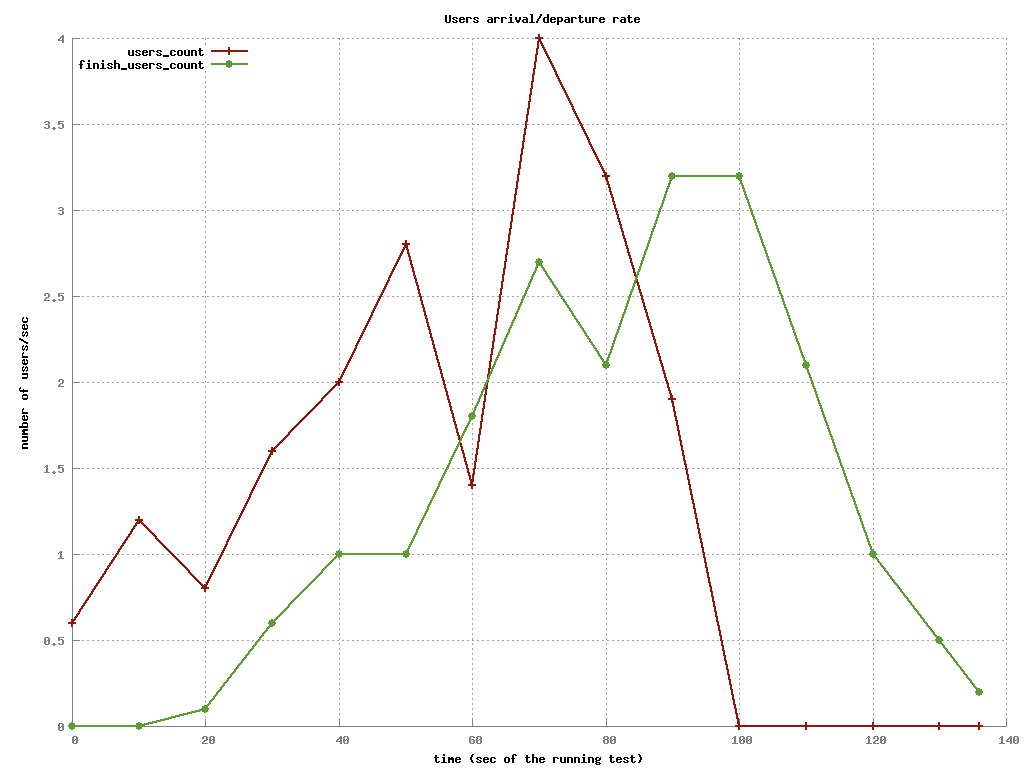 Users arrival/departure rate
users_count
finish_users_count
4
3.5
3
2.5
2
1.5
1
0.5
0
number of users/sec
0 20 40 60 80 100 120 140
time (sec of the running test)